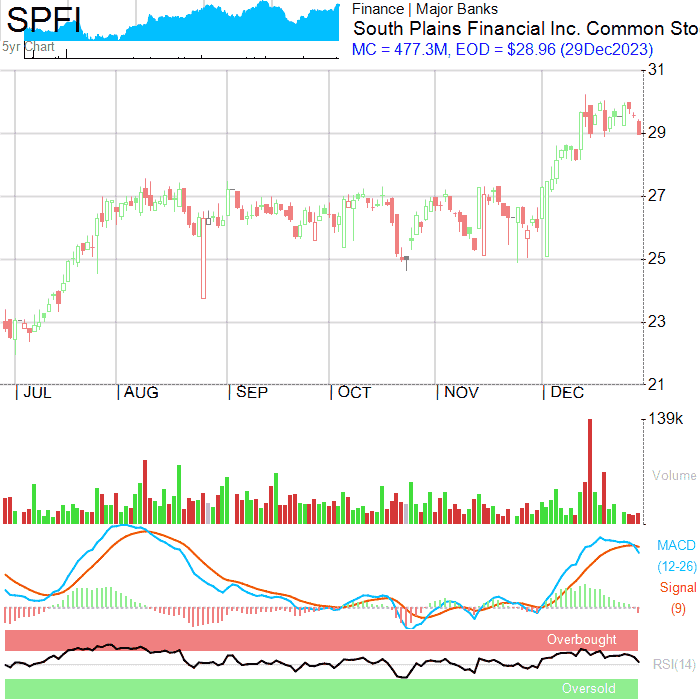 SPFI
5yr Chart
Finance | Major Banks
South Plains Financial Inc. Common Sto
MC = 477.3M, EOD = $28.96 (29Dec2023)
31
29
27
25
23
21
JUL
AUG
SEP
OCT
NOV
DEC
139k
Volume
MACD
(12-26)
Signal
(9)
Overbought
RSI(14)
Oversold